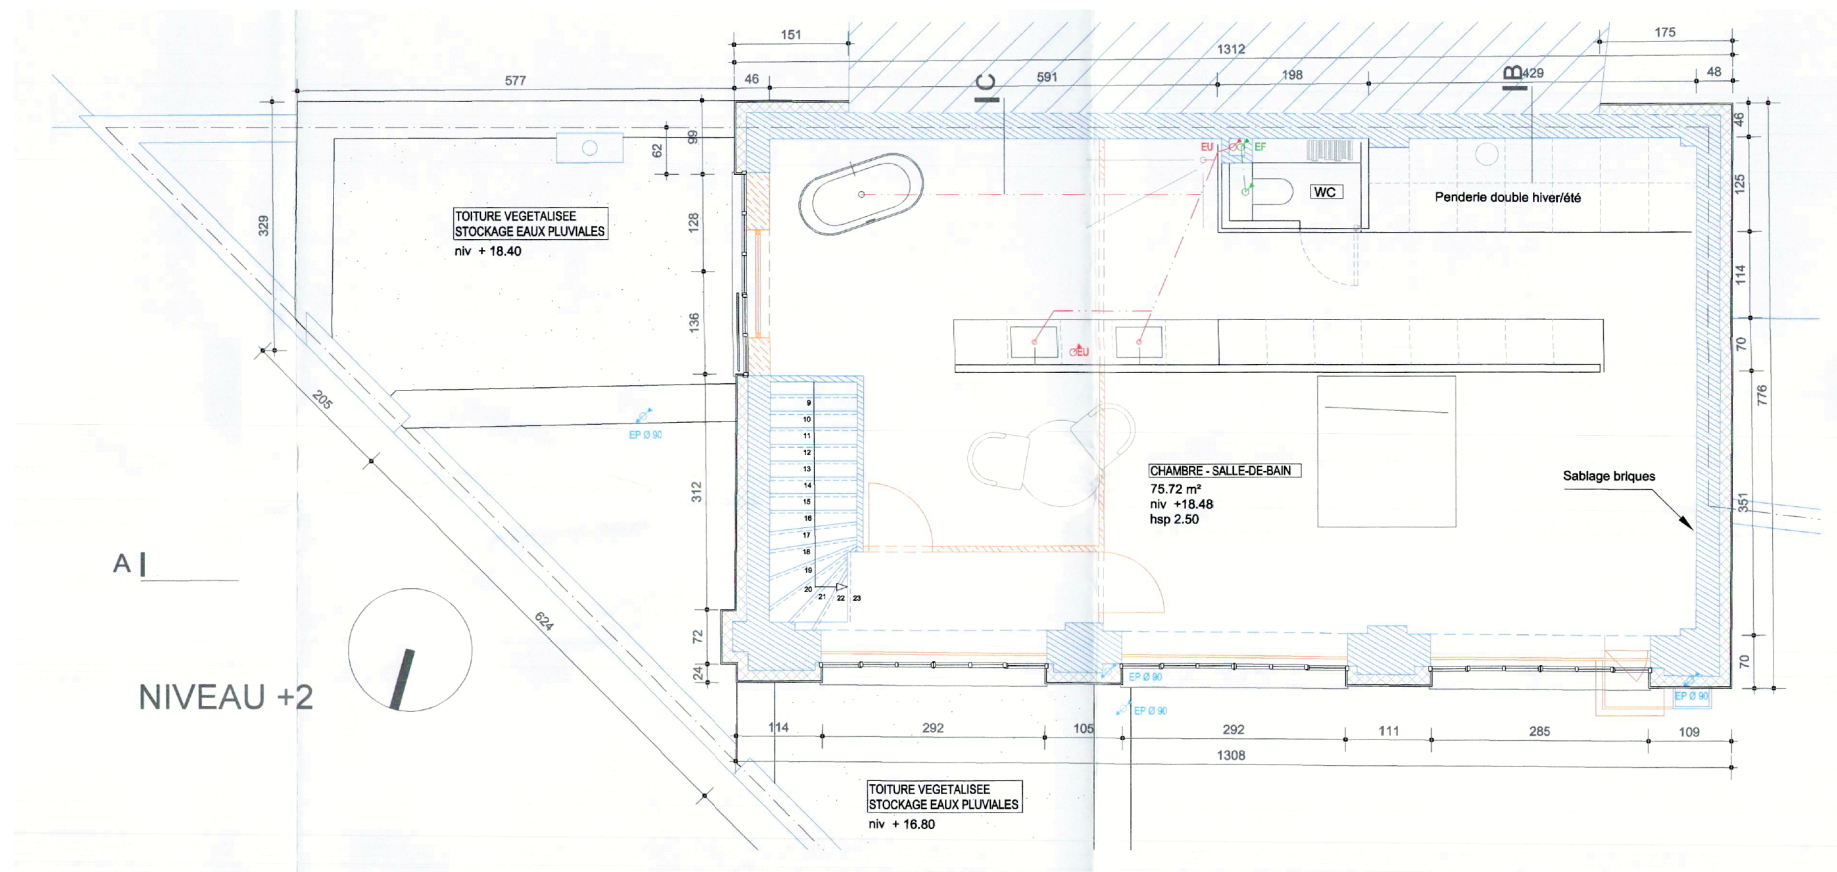 151
175
1312
577
46
591
C
198
B
429
48
99
62
46
EU
EF
329
128
125
WC
Penderie double hiver/été
TOITURE VEGETALISEE
STOCKAGE EAUX PLUVIALES
niv + 18.40
114
136
70
EU
776
205
9
10
11
12
13
14
15
16
17
18
19
20
21
22
23
EP Ø 90
CHAMBRE - SALLE-DE-BAIN
75.72 m²
niv +18.48
hsp 2.50
Sablage briques
312
351
A
624
72
24
70
NIVEAU +2
EP Ø 90
EP Ø 90
EP Ø 90
114
292
105
292
111
285
109
1308
TOITURE VEGETALISEE
STOCKAGE EAUX PLUVIALES
niv + 16.80